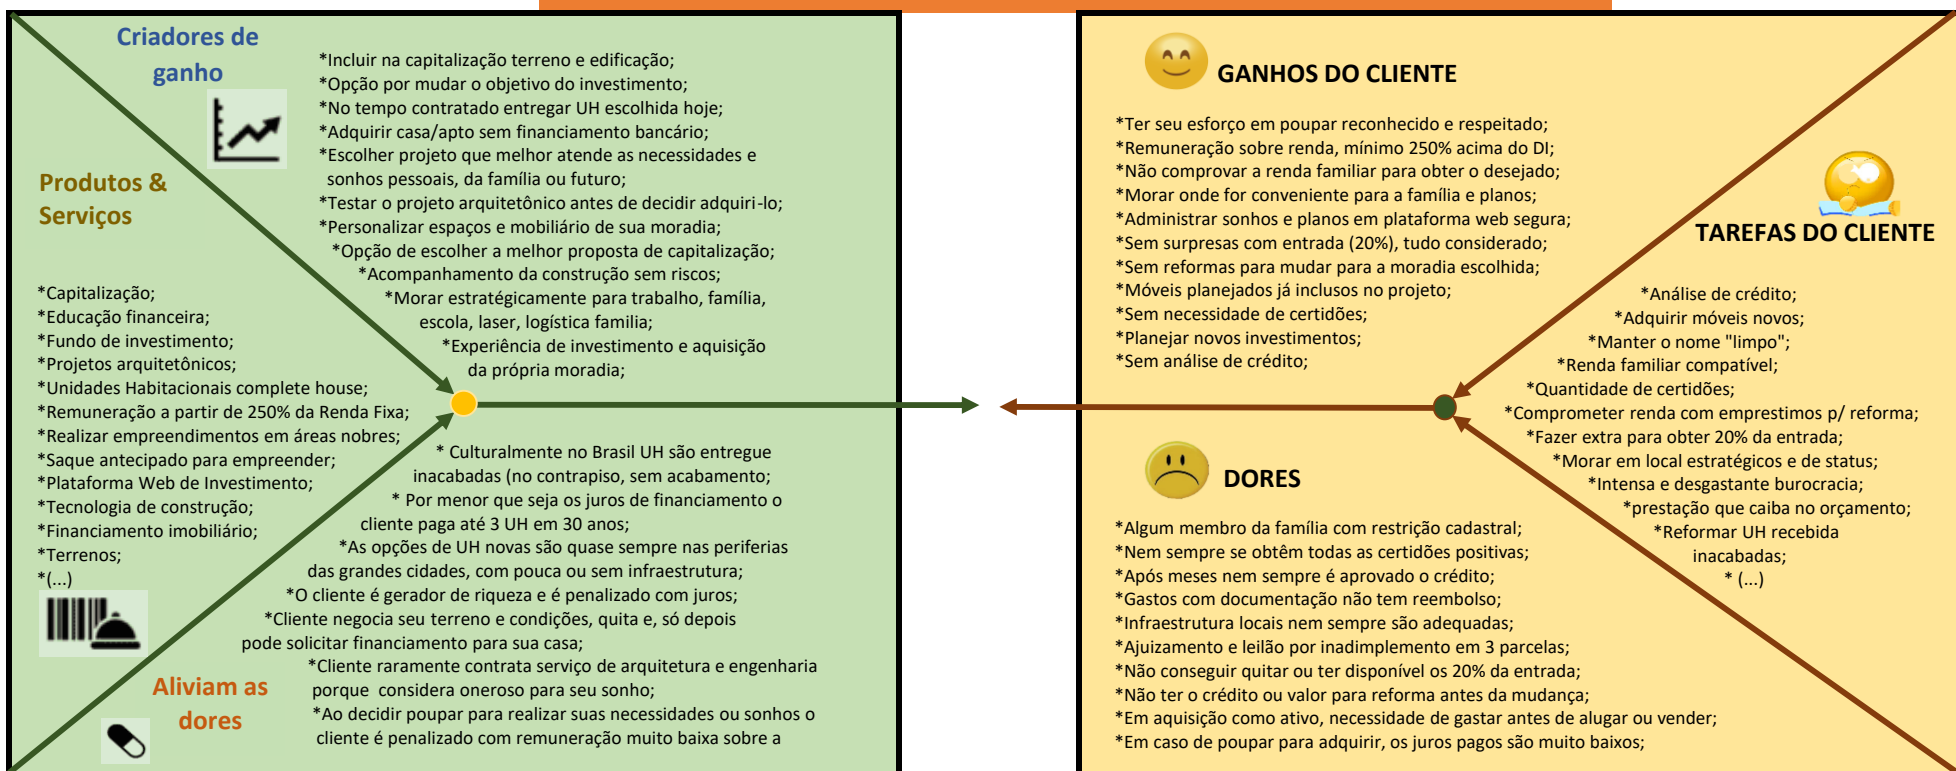 Criadores de
ganho
*Incluir na capitalização terreno e edificação;
*Opção por mudar o objetivo do investimento;
*No tempo contratado entregar UH escolhida hoje;
*Adquirir casa/apto sem financiamento bancário;
*Escolher projeto que melhor atende as necessidades e
sonhos pessoais, da família ou futuro;
*Testar o projeto arquitetônico antes de decidir adquiri-lo;
*Personalizar espaços e mobiliário de sua moradia;
*Opção de escolher a melhor proposta de capitalização;
*Acompanhamento da construção sem riscos;
*Morar estratégicamente para trabalho, família,
escola, laser, logística familia;
*Experiência de investimento e aquisição
da própria moradia;
Produtos &
Serviços
*Capitalização;
*Educação financeira;
*Fundo de investimento;
*Projetos arquitetônicos;
*Unidades Habitacionais complete house;
*Remuneração a partir de 250% da Renda Fixa;
*Realizar empreendimentos em áreas nobres;
*Saque antecipado para empreender;
*Plataforma Web de Investimento;
*Tecnologia de construção;
*Financiamento imobiliário;
*Terrenos;
*(...)
Aliviam as
dores
* Culturalmente no Brasil UH são entregue
inacabadas (no contrapiso, sem acabamento;
* Por menor que seja os juros de financiamento o
cliente paga até 3 UH em 30 anos;
*As opções de UH novas são quase sempre nas periferias
das grandes cidades, com pouca ou sem infraestrutura;
*O cliente é gerador de riqueza e é penalizado com juros;
*Cliente negocia seu terreno e condições, quita e, só depois
pode solicitar financiamento para sua casa;
*Cliente raramente contrata serviço de arquitetura e engenharia
porque considera oneroso para seu sonho;
*Ao decidir poupar para realizar suas necessidades ou sonhos o
cliente é penalizado com remuneração muito baixa sobre a
GANHOS DO CLIENTE
*Ter seu esforço em poupar reconhecido e respeitado;
*Remuneração sobre renda, mínimo 250% acima do DI;
*Não comprovar a renda familiar para obter o desejado;
*Morar onde for conveniente para a família e planos;
*Administrar sonhos e planos em plataforma web segura;
*Sem surpresas com entrada (20%), tudo considerado;
*Sem reformas para mudar para a moradia escolhida;
*Móveis planejados já inclusos no projeto;
*Sem necessidade de certidões;
*Planejar novos investimentos;
*Sem análise de crédito;
TAREFAS DO CLIENTE
*Análise de crédito;
*Adquirir móveis novos;
*Manter o nome "limpo";
*Renda familiar compatível;
*Quantidade de certidões;
*Comprometer renda com emprestimos p/ reforma;
*Fazer extra para obter 20% da entrada;
*Morar em local estratégicos e de status;
*Intensa e desgastante burocracia;
*prestação que caiba no orçamento;
*Reformar UH recebida
inacabadas;
* (...)
DORES
*Algum membro da família com restrição cadastral;
*Nem sempre se obtêm todas as certidões positivas;
*Após meses nem sempre é aprovado o crédito;
*Gastos com documentação não tem reembolso;
*Infraestrutura locais nem sempre são adequadas;
*Ajuizamento e leilão por inadimplemento em 3 parcelas;
*Não conseguir quitar ou ter disponível os 20% da entrada;
*Não ter o crédito ou valor para reforma antes da mudança;
*Em aquisição como ativo, necessidade de gastar antes de alugar ou vender;
*Em caso de poupar para adquirir, os juros pagos são muito baixos;